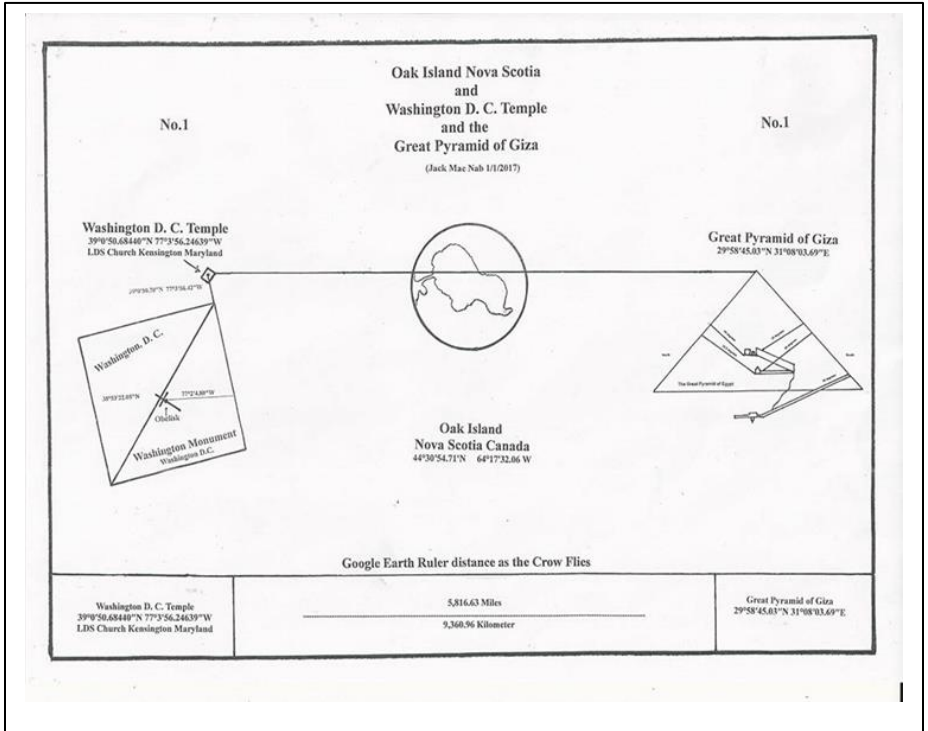 Oak Island Nova Scotia
and
Washington D. C. Temple
and the
Great Pyramid of Giza
(Jack Mac Nab 1/1/2017)
No.1
No.1
Washington D. C. Temple
39°0'50.68440"N 77°3'56.24639"W
LDS Church Kensington Maryland
Great Pyramid of Giza
29°58'45.03"N 31°08'03.69"E
Washington, D. C.
Obelisk
Washington Monument
Washington D.C.
The Great Pyramid of Egypt
Oak Island
Nova Scotia Canada
44°30'54.71'N 64°17'32.06 W
Google Earth Ruler distance as the Crow Flies
Washington D. C. Temple
39°0'50.68440"N 77°3'56.24639"W
LDS Church Kensington Maryland
5,816.63 Miles
9,360.96 Kilometer
Great Pyramid of Giza
29°58'45.03"N 31°08'03.69"E